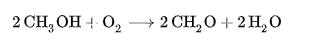 2 CH₃OH + O₂ ⟶ 2 CH₂O + 2 H₂O